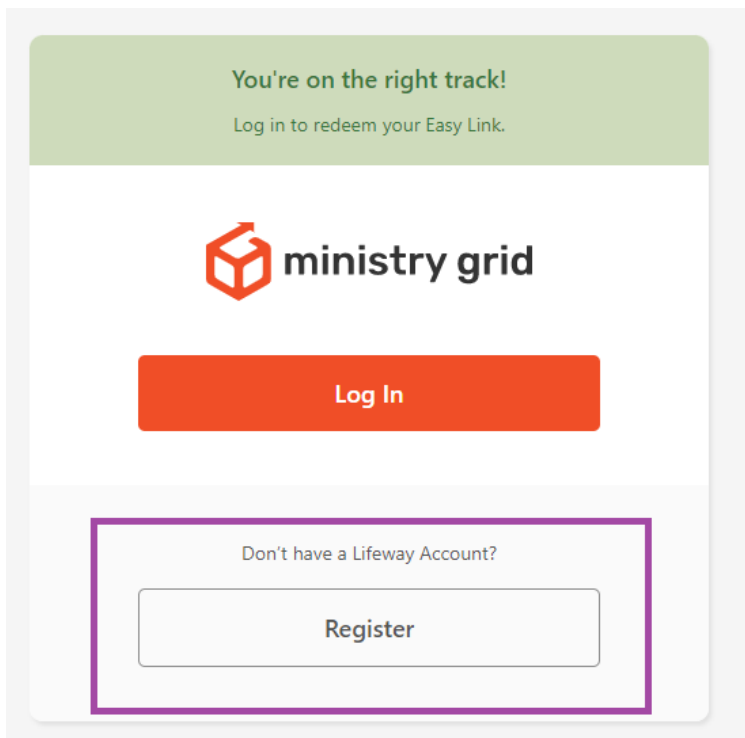 You're on the right track!
Log in to redeem your Easy Link.
ministry grid
Log In
Don't have a Lifeway Account?
Register